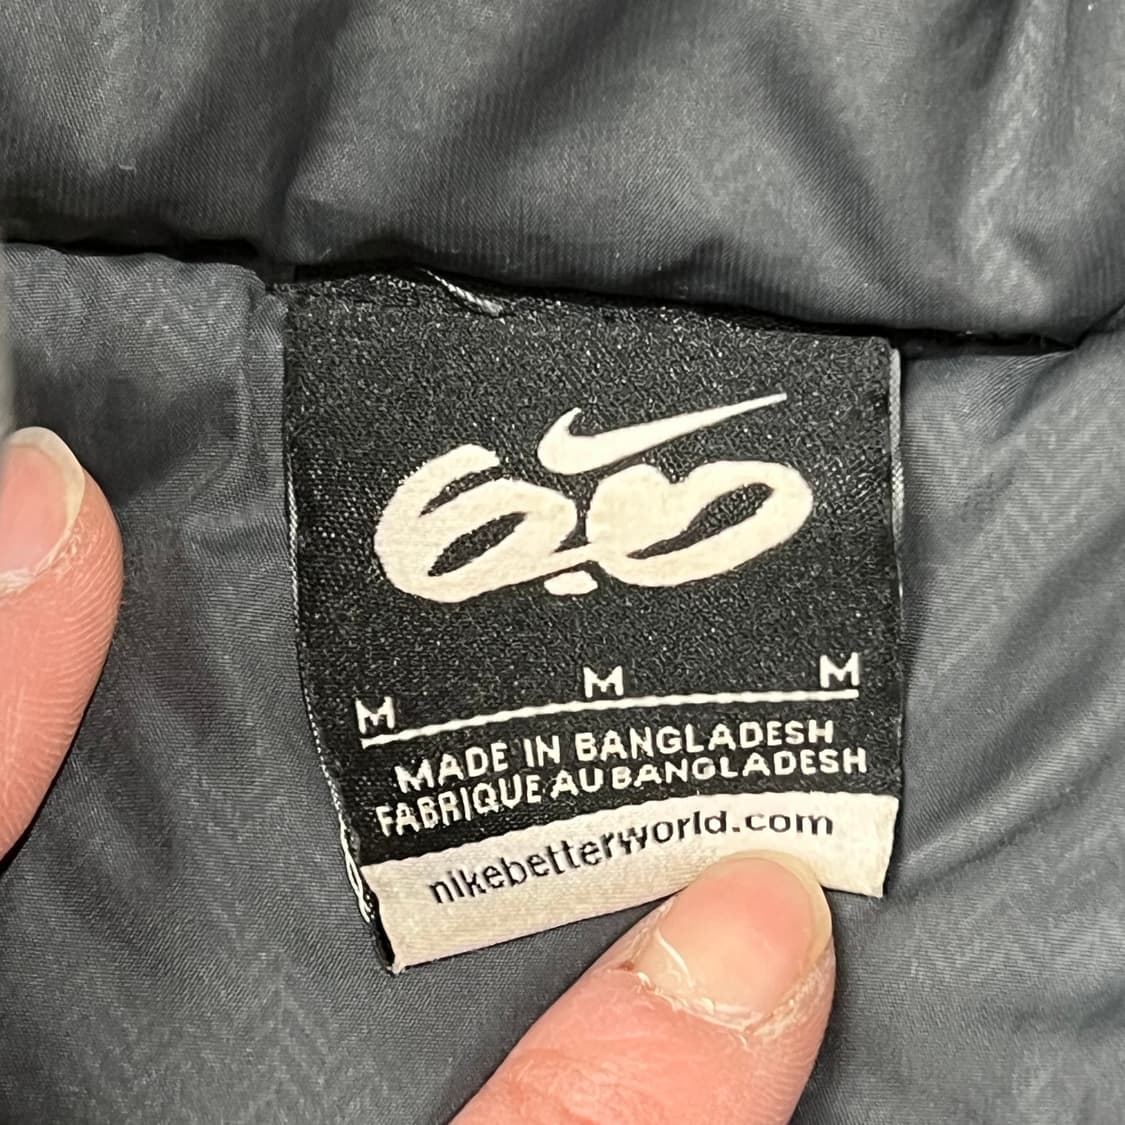 6.0
M M M
MADE IN BANGLADESH
FABRIQUE AU BANGLADESH
nikebetterworld.com